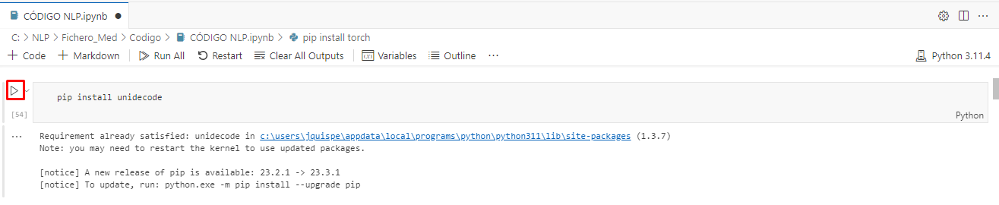 CÓDIGO NLP.ipynb
C: > NLP > Fichero_Med > Codigo > CÓDIGO NLP.ipynb > pip install torch
+ Code + Markdown Run All Restart Clear All Outputs Variables Outline ... Python 3.11.4
pip install unidecode
[54] Python
... Requirement already satisfied: unidecode in c:\users\jquispe\appdata\local\programs\python\python311\lib\site-packages (1.3.7)
Note: you may need to restart the kernel to use updated packages.
[notice] A new release of pip is available: 23.2.1 -> 23.3.1
[notice] To update, run: python.exe -m pip install --upgrade pip